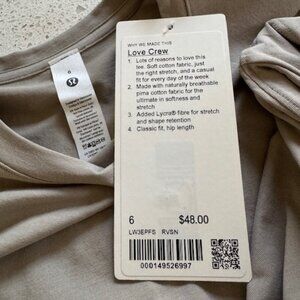 WHY WE MADE THIS
Love Crew
1. Lots of reasons to love this
tee. Soft cotton fabric, just
the right stretch, and a casual
fit for every day of the week
2. Made with naturally breathable
pima cotton fabric for the
ultimate in softness and
stretch
3. Added Lycra® fibre for stretch
and shape retention
4. Classic fit, hip length
6 $48.00
LW3EPFS RVSN
000149526997
6